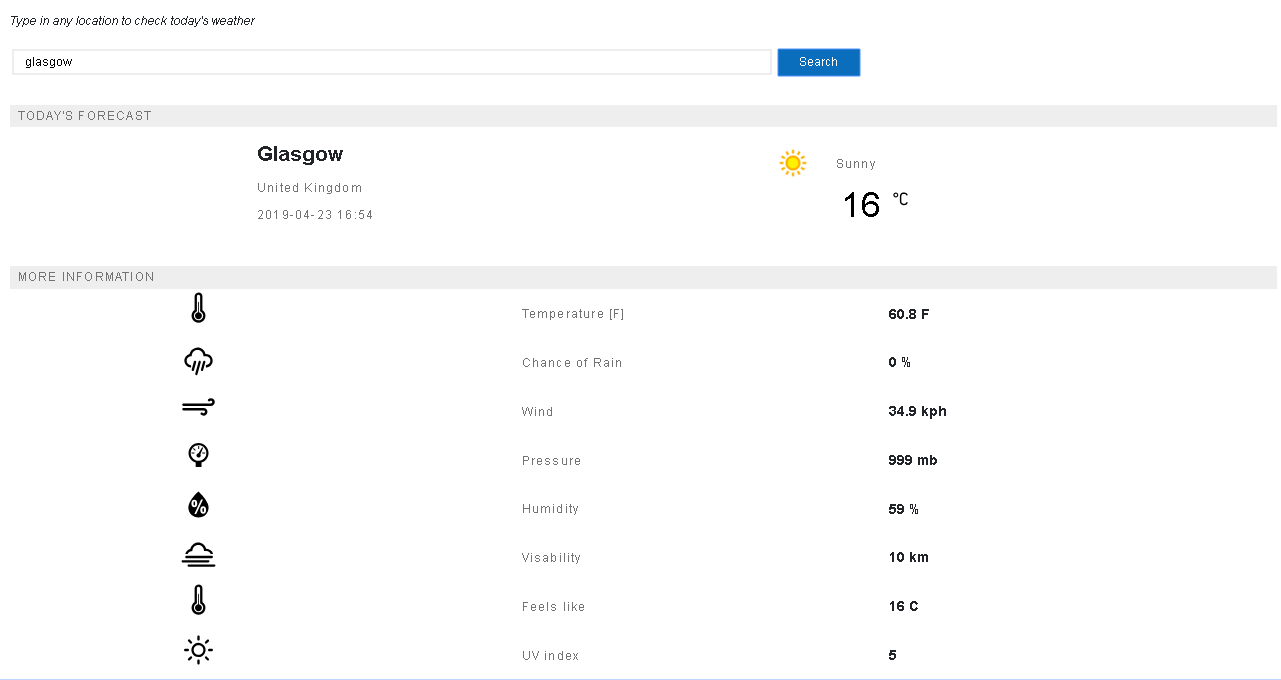 Type in any location to check today's weather
glasgow
Search
TODAY'S FORECAST
Glasgow
Sunny
United Kingdom
16 °C
2019-04-23 16:54
MORE INFORMATION
Temperature [F] 60.8 F
Chance of Rain 0 %
Wind 34.9 kph
Pressure 999 mb
% Humidity 59 %
Visability 10 km
Feels like 16 C
UV index 5